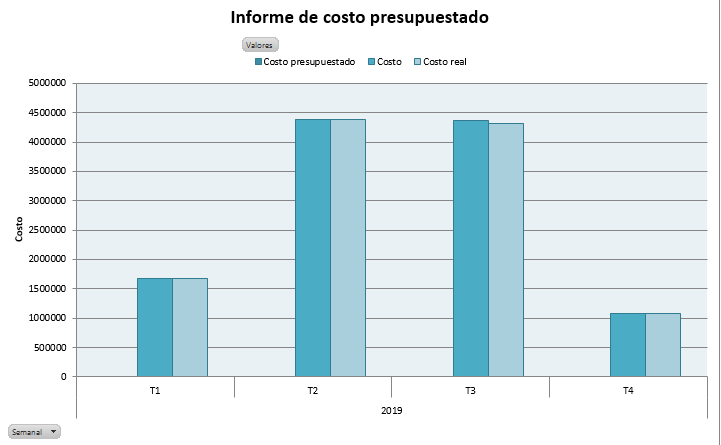 Informe de costo presupuestado
Valores
Costo presupuestado Costo Costo real
5000000
4500000
4000000
3500000
3000000
2500000
2000000
1500000
1000000
500000
0
Costo
T1 T2 T3 T4
2019
Semanal